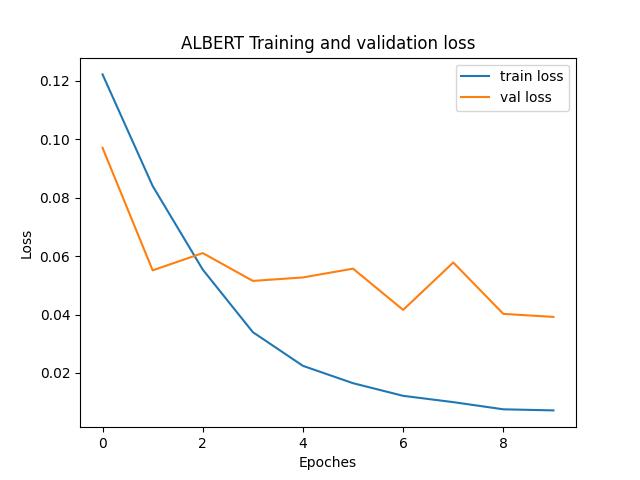 ALBERT Training and validation loss
train loss
val loss
0.12
0.10
0.08
0.06
0.04
0.02
Loss
0 2 4 6 8
Epoches